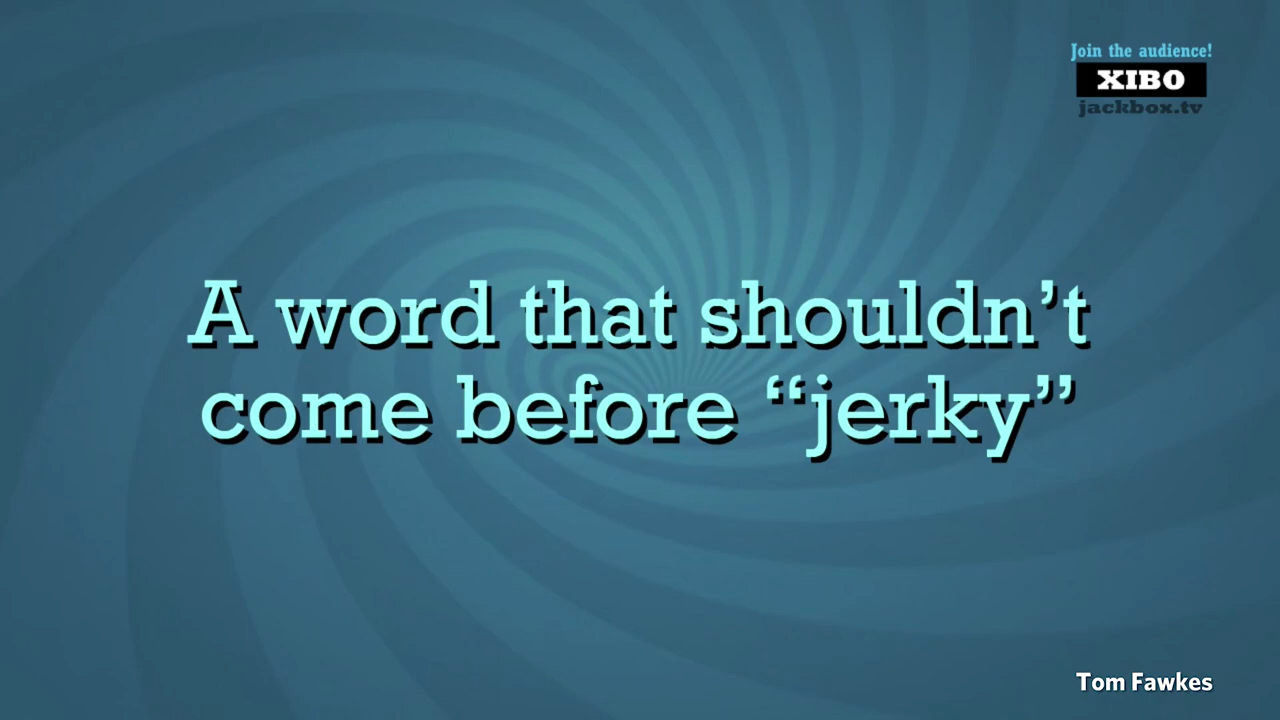 Join the audience!
XIBO
jackbox.tv
A word that shouldn’t
come before “jerky”
Tom Fawkes